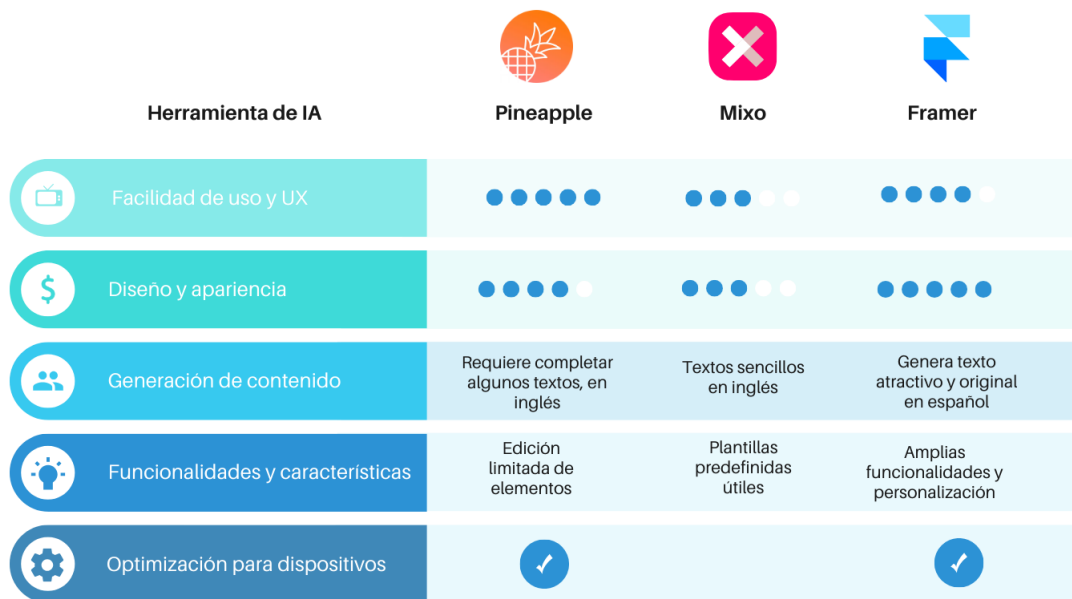 Herramienta de IA
Pineapple
Mixo
Framer
Facilidad de uso y UX
Diseño y apariencia
Generación de contenido
Requiere completar
algunos textos, en
inglés
Textos sencillos
en inglés
Genera texto
atractivo y original
en español
Funcionalidades y características
Edición
limitada de
elementos
Plantillas
predefinidas
útiles
Amplias
funcionalidades y
personalización
Optimización para dispositivos